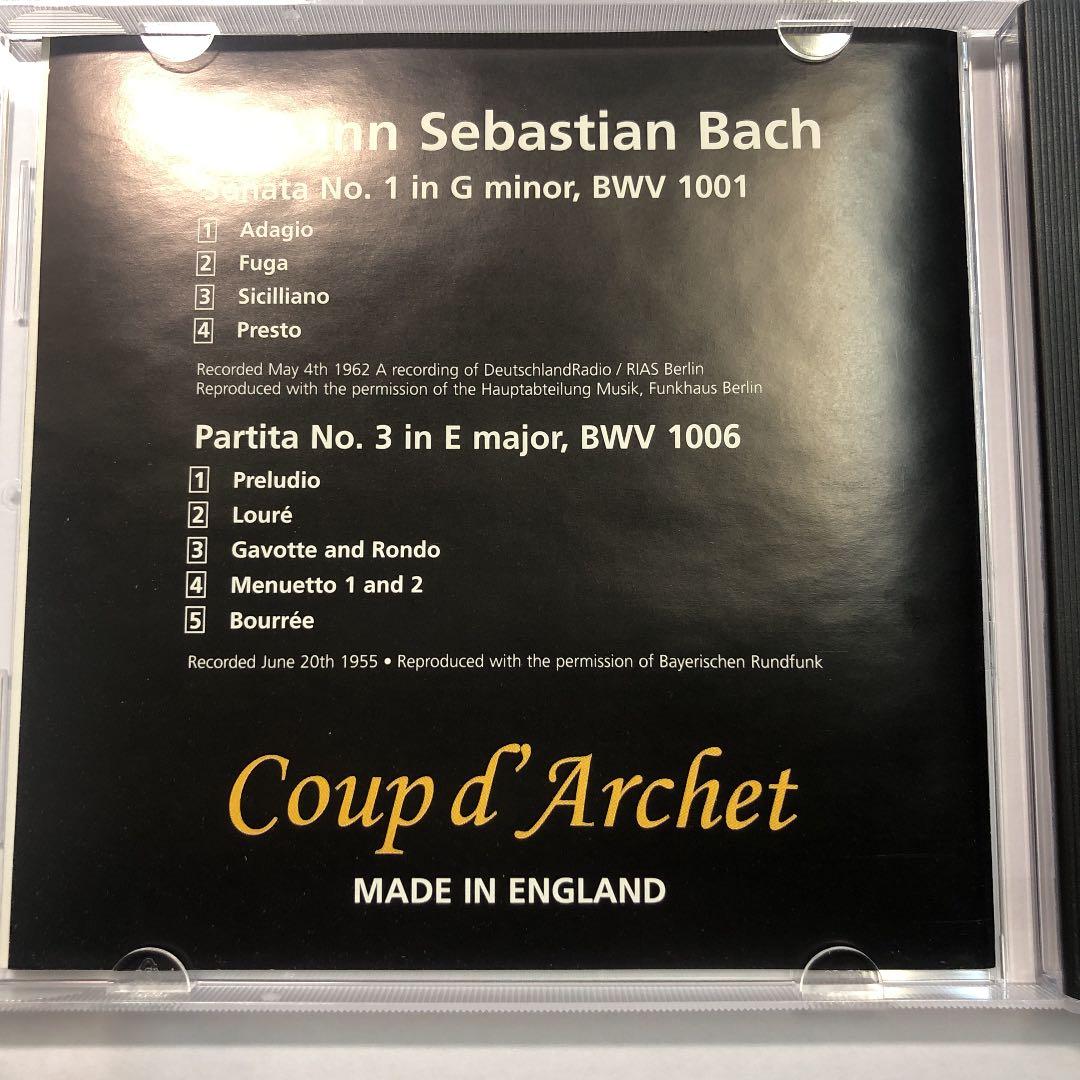 Johann Sebastian Bach
Sonata No. 1 in G minor, BWV 1001
1 Adagio
2 Fuga
3 Sicilliano
4 Presto
Recorded May 4th 1962 A recording of DeutschlandRadio / RIAS Berlin
Reproduced with the permission of the Hauptabteilung Musik, Funkhaus Berlin
Partita No. 3 in E major, BWV 1006
1 Preludio
2 Louré
3 Gavotte and Rondo
4 Menuetto 1 and 2
5 Bourrée
Recorded June 20th 1955 • Reproduced with the permission of Bayerischen Rundfunk
Coup d'Archet
MADE IN ENGLAND